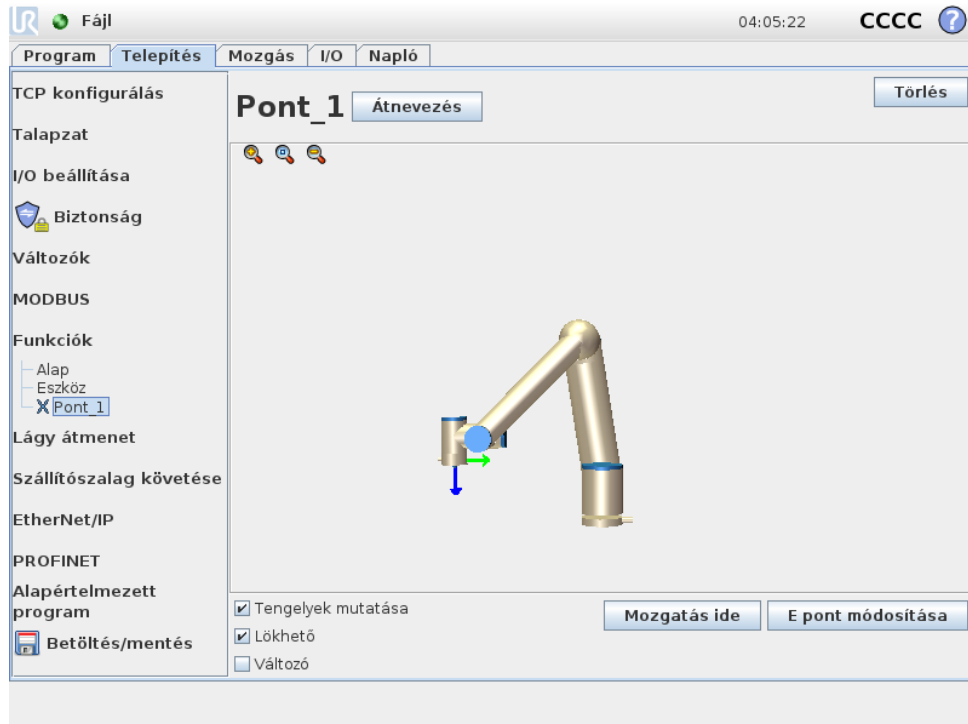 UR Fájl 04:05:22 CCCC ?
Program Telepítés Mozgás I/O Napló
TCP konfigurálás
Talapzat
I/O beállítása
Biztonság
Változók
MODBUS
Funkciók
Alap
Eszköz
Pont_1
Lágy átmenet
Szállítószalag követése
EtherNet/IP
PROFINET
Alapértelmezett
program
Betöltés/mentés
Pont_1 Átnevezés Törlés
Tengelyek mutatása
Lökhető
Változó
Mozgatás ide E pont módosítása